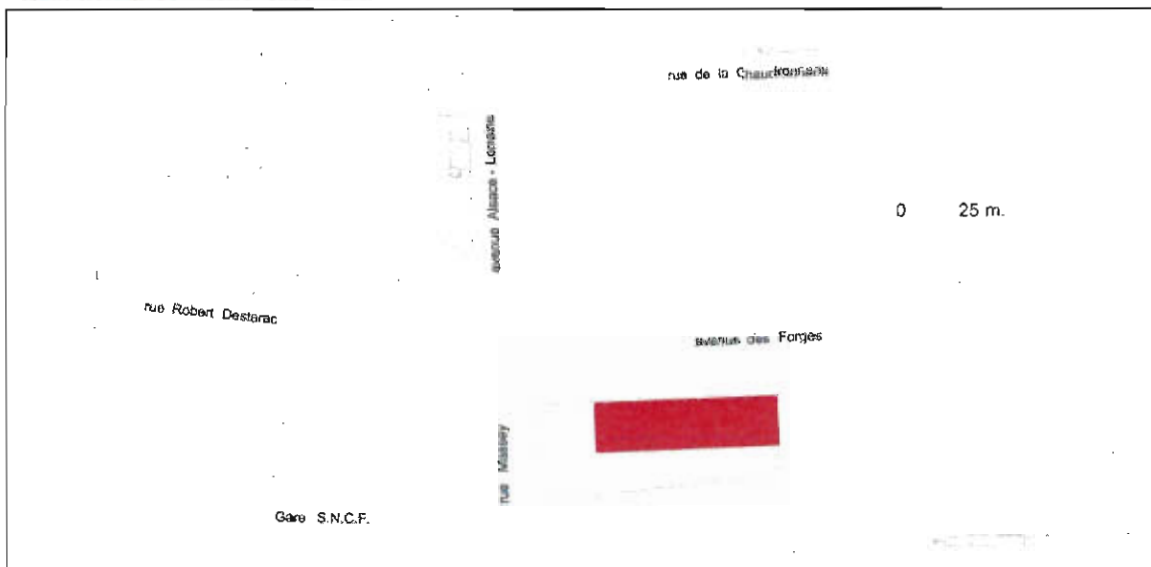 rue de la Chaudronnerie
avenue Alsace - Lorraine
0 25 m.
rue Robert Destarac
avenue des Forges
rue Massey
Gare S.N.C.F.